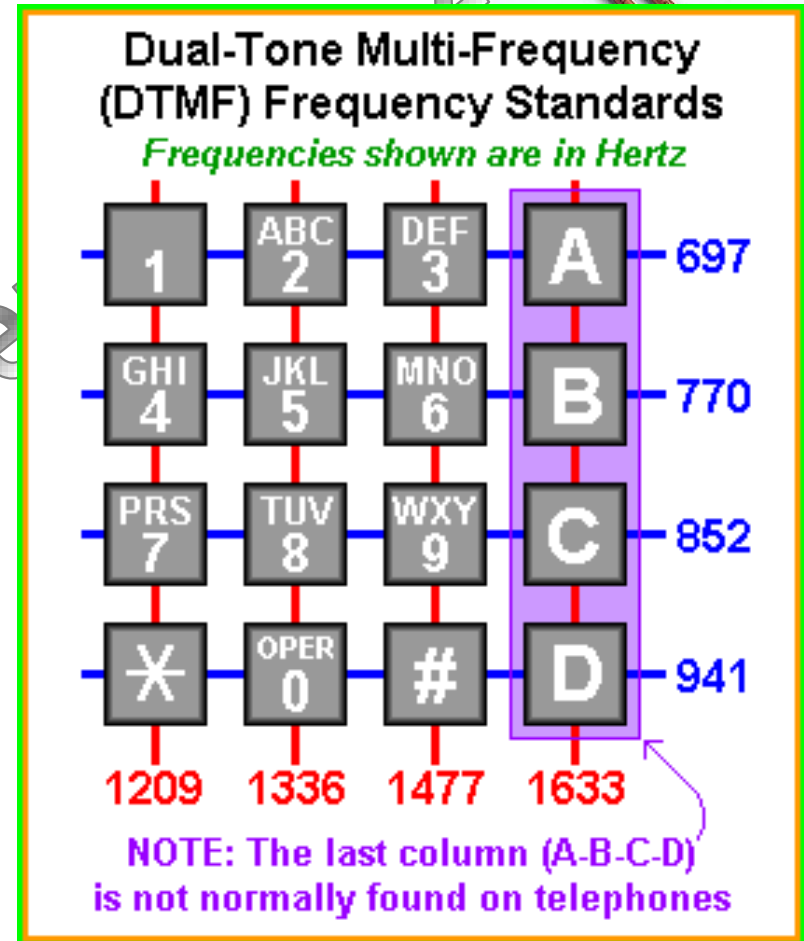 Dual-Tone Multi-Frequency
(DTMF) Frequency Standards
Frequencies shown are in Hertz
ABC DEF
1 2 3 A 697
GHI JKL MNO
4 5 6 B 770
PRS TUV WXY
7 8 9 C 852
OPER
* 0 # D 941
1209 1336 1477 1633
NOTE: The last column (A-B-C-D)
is not normally found on telephones